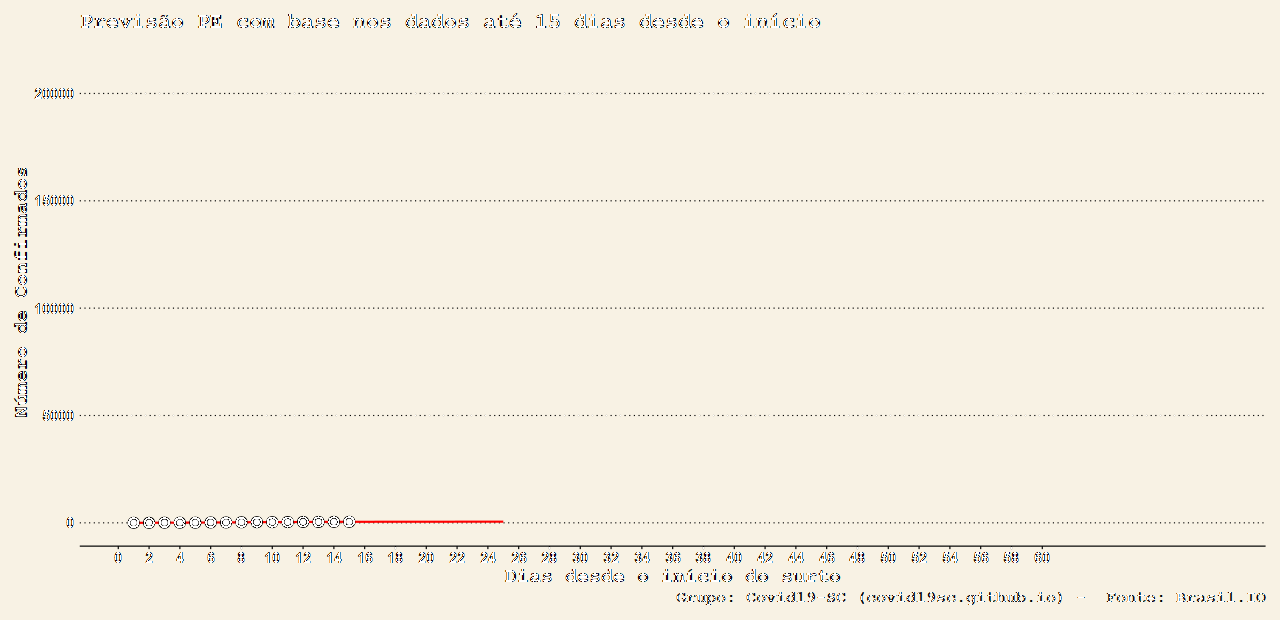 Previsão PE com base nos dados até 15 dias desde o início
Número de Confirmados
2000000
1500000
1000000
500000
0
0 2 4 6 8 10 12 14 16 18 20 22 24 26 28 30 32 34 36 38 40 42 44 46 48 50 52 54 56 58 60
Dias desde o início do surto
Grupo: Covid19-SC (covid19sc.github.io) -- Fonte: Brasil.IO